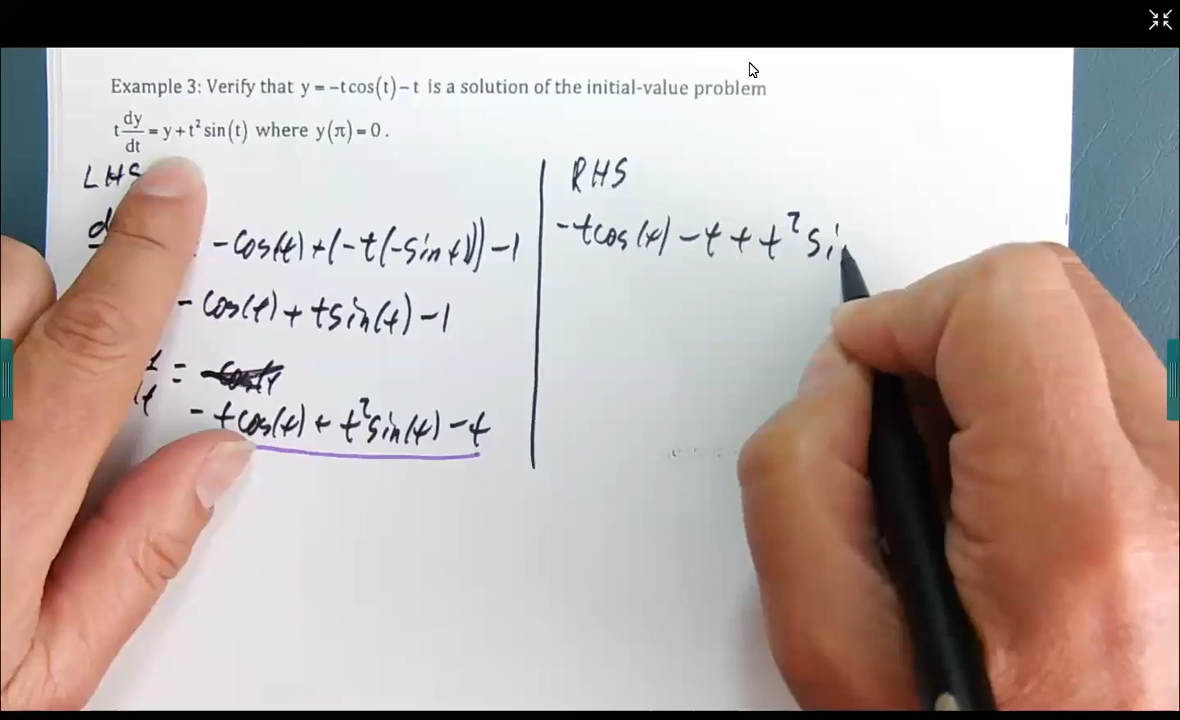 Example 3: Verify that y = -t cos(t) - t is a solution of the initial-value problem
t dy/dt = y + t² sin(t) where y(π) = 0.
LHS
- cos(t) + (-t(-sin t)) - 1
- cos(t) + t sin(t) - 1
=
- t cos(t) + t² sin(t) - t
RHS
- t cos(t) - t + t² si